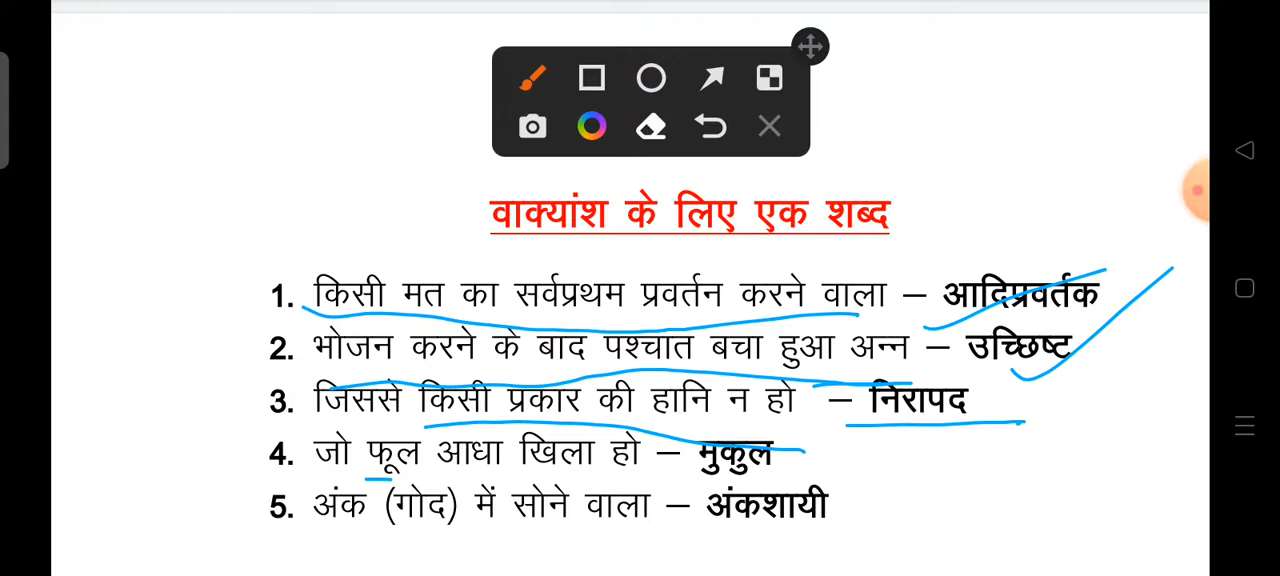 वाक्यांश के लिए एक शब्द
1. किसी मत का सर्वप्रथम प्रवर्तन करने वाला – आदिप्रवर्तक
2. भोजन करने के बाद पश्चात बचा हुआ अन्न – उच्छिष्ट
3. जिससे किसी प्रकार की हानि न हो – निरापद
4. जो फूल आधा खिला हो – मुकुल
5. अंक (गोद) में सोने वाला – अंकशायी